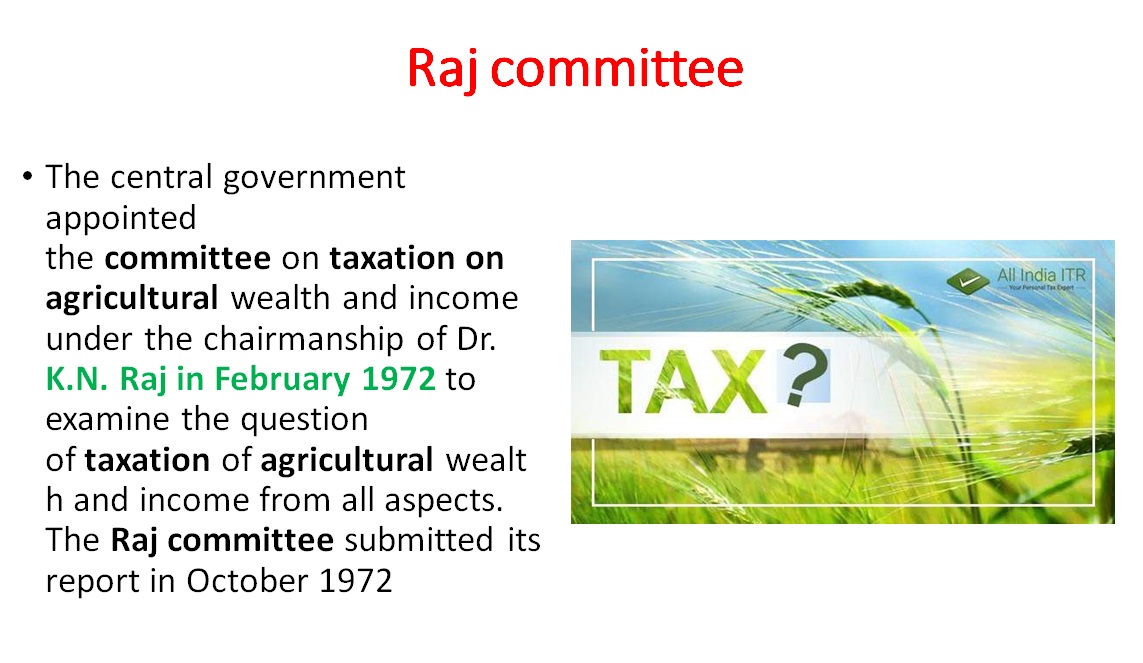 Raj committee
• The central government
appointed
the committee on taxation on
agricultural wealth and income
under the chairmanship of Dr.
K.N. Raj in February 1972 to
examine the question
of taxation of agricultural wealt
h and income from all aspects.
The Raj committee submitted its
report in October 1972
All India ITR
Your Personal Tax Expert
TAX?